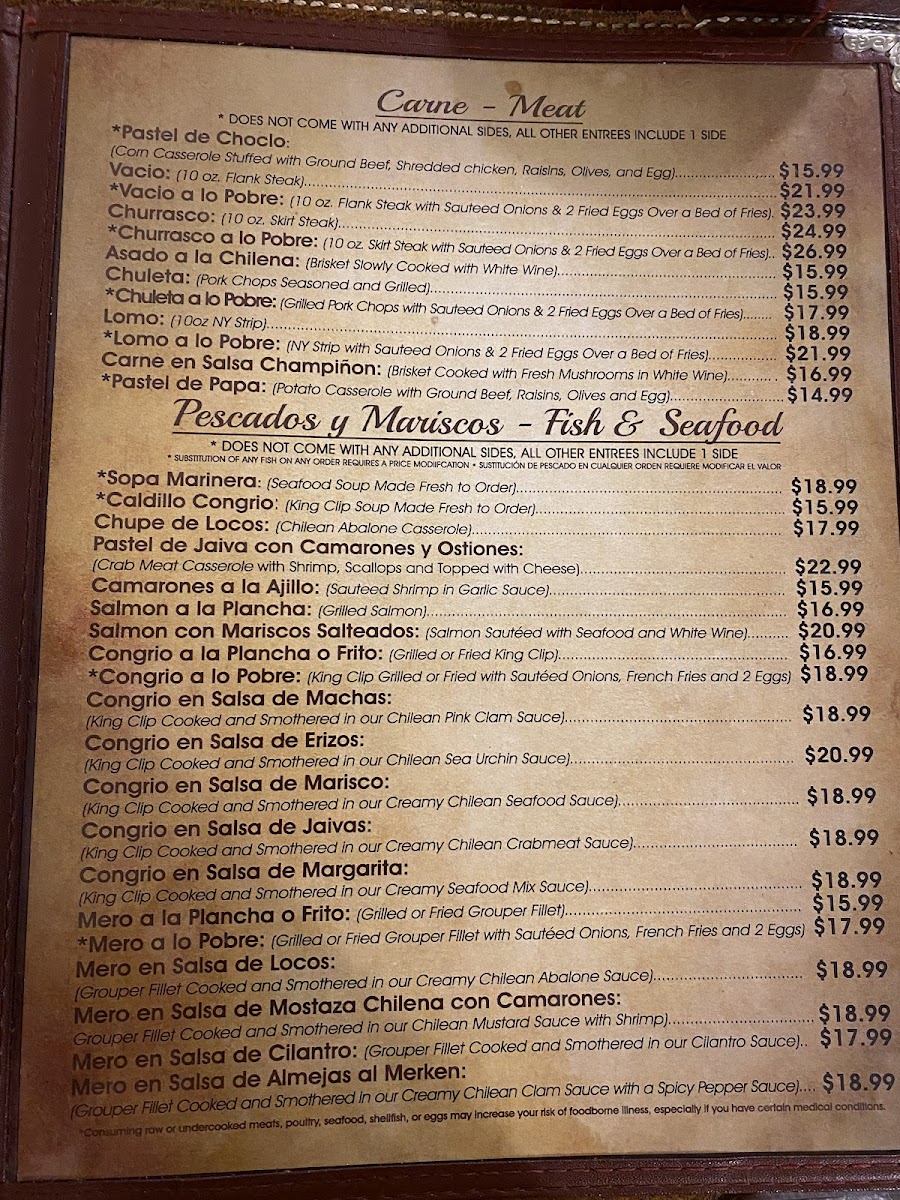 Carne - Meat
* DOES NOT COME WITH ANY ADDITIONAL SIDES, ALL OTHER ENTREES INCLUDE 1 SIDE
*Pastel de Choclo:
(Corn Casserole Stuffed with Ground Beef, Shredded chicken, Raisins, Olives, and Egg)........................ $15.99
Vacio: (10 oz. Flank Steak)........................ $21.99
*Vacio a lo Pobre: (10 oz. Flank Steak with Sauteed Onions & 2 Fried Eggs Over a Bed of Fries). $23.99
Churrasco: (10 oz. Skirt Steak)........................ $24.99
*Churrasco a lo Pobre: (10 oz. Skirt Steak with Sauteed Onions & 2 Fried Eggs Over a Bed of Fries).. $26.99
Asado a la Chilena: (Brisket Slowly Cooked with White Wine)........................ $15.99
Chuleta: (Pork Chops Seasoned and Grilled)........................ $15.99
*Chuleta a lo Pobre: (Grilled Pork Chops with Sauteed Onions & 2 Fried Eggs Over a Bed of Fries)........ $17.99
Lomo: (10oz NY Strip)........................ $18.99
*Lomo a lo Pobre: (NY Strip with Sauteed Onions & 2 Fried Eggs Over a Bed of Fries)................ $21.99
Carne en Salsa Champiñon: (Brisket Cooked with Fresh Mushrooms in White Wine)........... . $16.99
*Pastel de Papa: (Potato Casserole with Ground Beef, Raisins, Olives and Egg)........................ $14.99
Pescados y Mariscos - Fish & Seafood
* DOES NOT COME WITH ANY ADDITIONAL SIDES, ALL OTHER ENTREES INCLUDE 1 SIDE
* SUBSTITUTION OF ANY FISH ON ANY ORDER REQUIRES A PRICE MODIIFCATION • SUSTITUCIÓN DE PESCADO EN CUALQUIER ORDEN REQUIERE MODIFICAR EL VALOR
*Sopa Marinera: (Seafood Soup Made Fresh to Order)........................ $18.99
*Caldillo Congrio: (King Clip Soup Made Fresh to Order)........................ $15.99
Chupe de Locos: (Chilean Abalone Casserole)........................ $17.99
Pastel de Jaiva con Camarones y Ostiones:
(Crab Meat Casserole with Shrimp, Scallops and Topped with Cheese)........................ $22.99
Camarones a la Ajillo: (Sauteed Shrimp in Garlic Sauce)........................ $15.99
Salmon a la Plancha: (Grilled Salmon)........................ $16.99
Salmon con Mariscos Salteados: (Salmon Sautéed with Seafood and White Wine).......... $20.99
Congrio a la Plancha o Frito: (Grilled or Fried King Clip)........................ $16.99
*Congrio a lo Pobre: (King Clip Grilled or Fried with Sautéed Onions, French Fries and 2 Eggs) $18.99
Congrio en Salsa de Machas:
(King Clip Cooked and Smothered in our Chilean Pink Clam Sauce)........................ $18.99
Congrio en Salsa de Erizos:
(King Clip Cooked and Smothered in our Chilean Sea Urchin Sauce)........................ $20.99
Congrio en Salsa de Marisco:
(King Clip Cooked and Smothered in our Creamy Chilean Seafood Sauce)........................ $18.99
Congrio en Salsa de Jaivas:
(King Clip Cooked and Smothered in our Creamy Chilean Crabmeat Sauce)........................ $18.99
Congrio en Salsa de Margarita:
(King Clip Cooked and Smothered in our Creamy Seafood Mix Sauce)........................ $18.99
Mero a la Plancha o Frito: (Grilled or Fried Grouper Fillet)........................ $15.99
*Mero a lo Pobre: (Grilled or Fried Grouper Fillet with Sautéed Onions, French Fries and 2 Eggs) $17.99
Mero en Salsa de Locos:
(Grouper Fillet Cooked and Smothered in our Creamy Chilean Abalone Sauce)........................ $18.99
Mero en Salsa de Mostaza Chilena con Camarones:
Grouper Fillet Cooked and Smothered in our Chilean Mustard Sauce with Shrimp)........................ $18.99
Mero en Salsa de Cilantro: (Grouper Fillet Cooked and Smothered in our Cilantro Sauce).. $17.99
Mero en Salsa de Almejas al Merken:
(Grouper Fillet Cooked and Smothered in our Creamy Chilean Clam Sauce with a Spicy Pepper Sauce).... $18.99
*Consuming raw or undercooked meats, poultry, seafood, shellfish, or eggs may increase your risk of foodborne illness, especially if you have certain medical conditions.